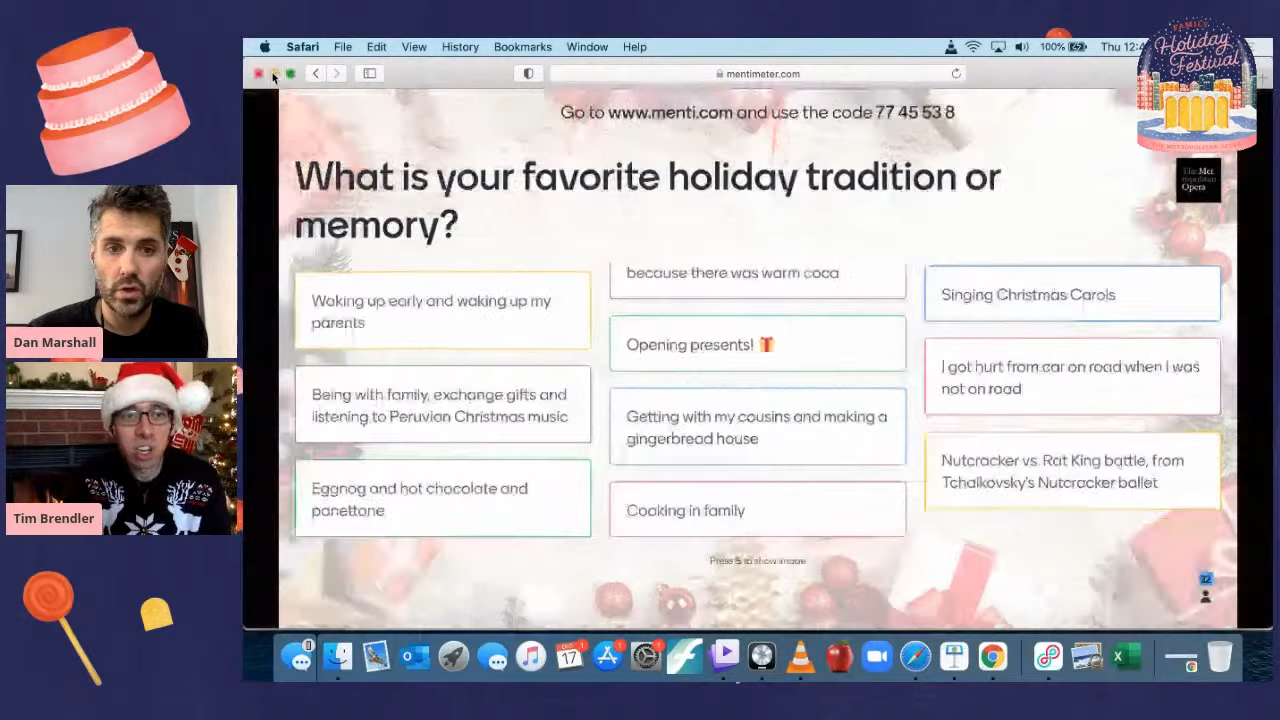 Safari File Edit View History Bookmarks Window Help
100%
Thu 12:4
mentimeter.com
FAMILY
Holiday
Festival
THE METROPOLITAN OPERA
Go to www.menti.com and use the code 77 45 53 8
What is your favorite holiday tradition or
memory?
The Met
ropolitan
Opera
Waking up early and waking up my
parents
Being with family, exchange gifts and
listening to Peruvian Christmas music
Eggnog and hot chocolate and
panettone
because there was warm coca
Opening presents! 🎁
Getting with my cousins and making a
gingerbread house
Cooking in family
Singing Christmas Carols
I got hurt from car on road when I was
not on road
Nutcracker vs. Rat King battle, from
Tchaikovsky's Nutcracker ballet
Press S to show image
Dan Marshall
Tim Brendler
17